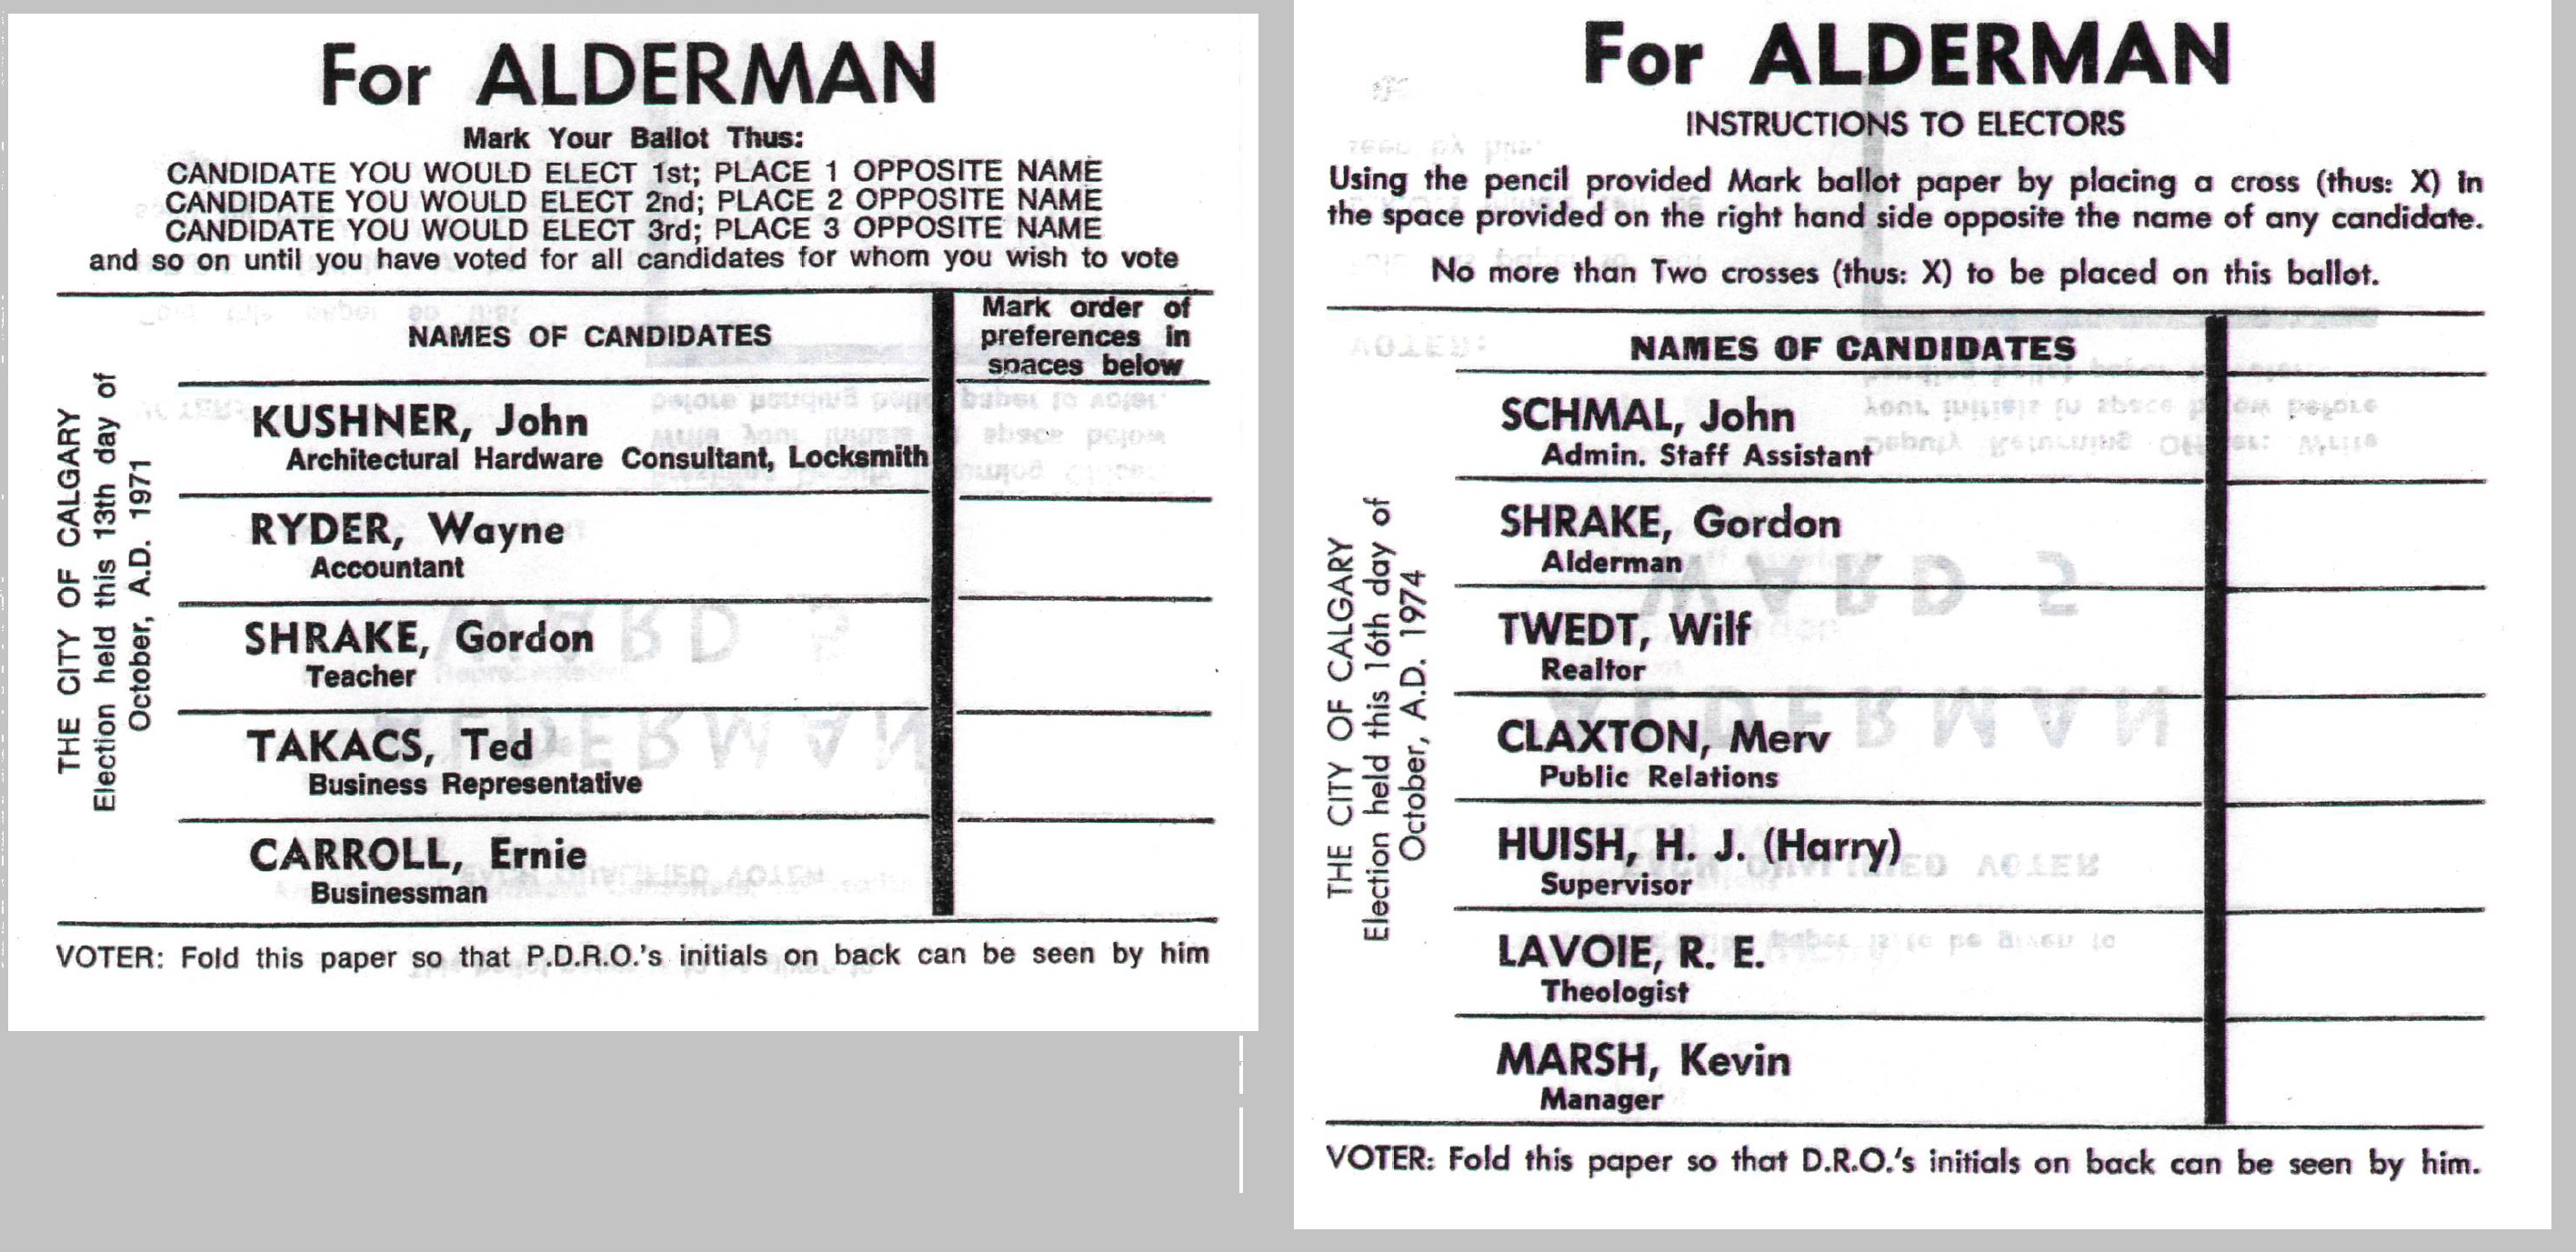 For ALDERMAN
Mark Your Ballot Thus:
CANDIDATE YOU WOULD ELECT 1st; PLACE 1 OPPOSITE NAME
CANDIDATE YOU WOULD ELECT 2nd; PLACE 2 OPPOSITE NAME
CANDIDATE YOU WOULD ELECT 3rd; PLACE 3 OPPOSITE NAME
and so on until you have voted for all candidates for whom you wish to vote
THE CITY OF CALGARY
Election held this 13th day of
October, A.D. 1971
NAMES OF CANDIDATES
Mark order of
preferences in
spaces below
KUSHNER, John
Architectural Hardware Consultant, Locksmith
RYDER, Wayne
Accountant
SHRAKE, Gordon
Teacher
TAKACS, Ted
Business Representative
CARROLL, Ernie
Businessman
VOTER: Fold this paper so that P.D.R.O.'s initials on back can be seen by him
For ALDERMAN
INSTRUCTIONS TO ELECTORS
Using the pencil provided Mark ballot paper by placing a cross (thus: X) in
the space provided on the right hand side opposite the name of any candidate.
No more than Two crosses (thus: X) to be placed on this ballot.
THE CITY OF CALGARY
Election held this 16th day of
October, A.D. 1974
NAMES OF CANDIDATES
SCHMAL, John
Admin. Staff Assistant
SHRAKE, Gordon
Alderman
TWEDT, Wilf
Realtor
CLAXTON, Merv
Public Relations
HUISH, H. J. (Harry)
Supervisor
LAVOIE, R. E.
Theologist
MARSH, Kevin
Manager
VOTER: Fold this paper so that D.R.O.'s initials on back can be seen by him.